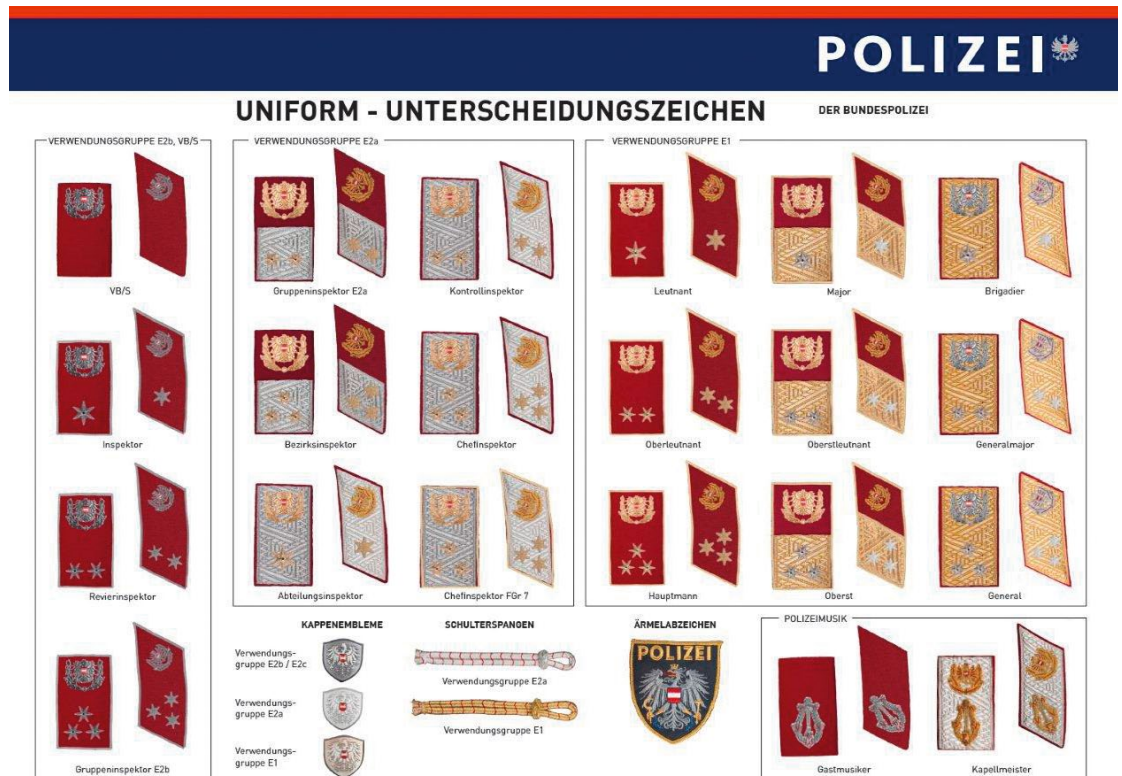 POLIZEI
UNIFORM - UNTERSCHEIDUNGSZEICHEN
DER BUNDESPOLIZEI
VERWENDUNGSGRUPPE E2b, VB/S
VB/S
Inspektor
Revierinspektor
Gruppeninspektor E2b
VERWENDUNGSGRUPPE E2a
Gruppeninspektor E2a
Kontrollinspektor
Bezirksinspektor
Chefinspektor
Abteilungsinspektor
Chefinspektor FGr 7
VERWENDUNGSGRUPPE E1
Leutnant
Major
Brigadier
Oberleutnant
Oberstleutnant
Generalmajor
Hauptmann
Oberst
General
KAPPENEMBLEME
Verwendungs-
gruppe E2b / E2c
Verwendungs-
gruppe E2a
Verwendungs-
gruppe E1
SCHULTERSPANGEN
Verwendungsgruppe E2a
Verwendungsgruppe E1
ÄRMELABZEICHEN
POLIZEI
POLIZEIMUSIK
Gastmusiker
Kapellmeister